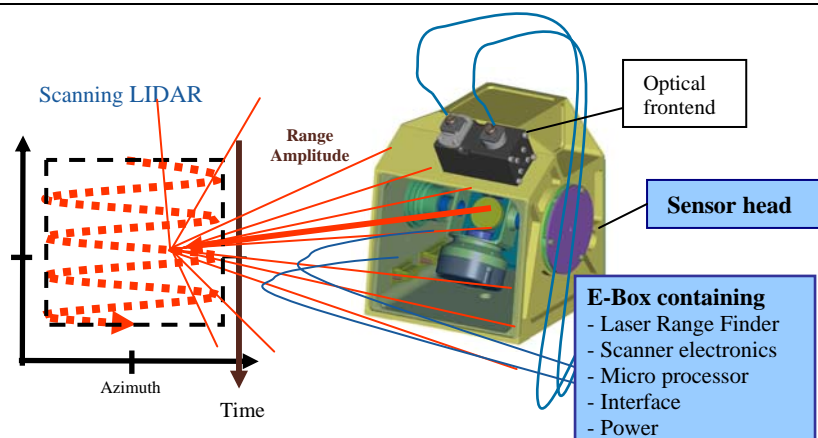 Scanning LIDAR
Range
Amplitude
Optical
frontend
Sensor head
E-Box containing
- Laser Range Finder
- Scanner electronics
- Micro processor
- Interface
- Power
Azimuth
Time